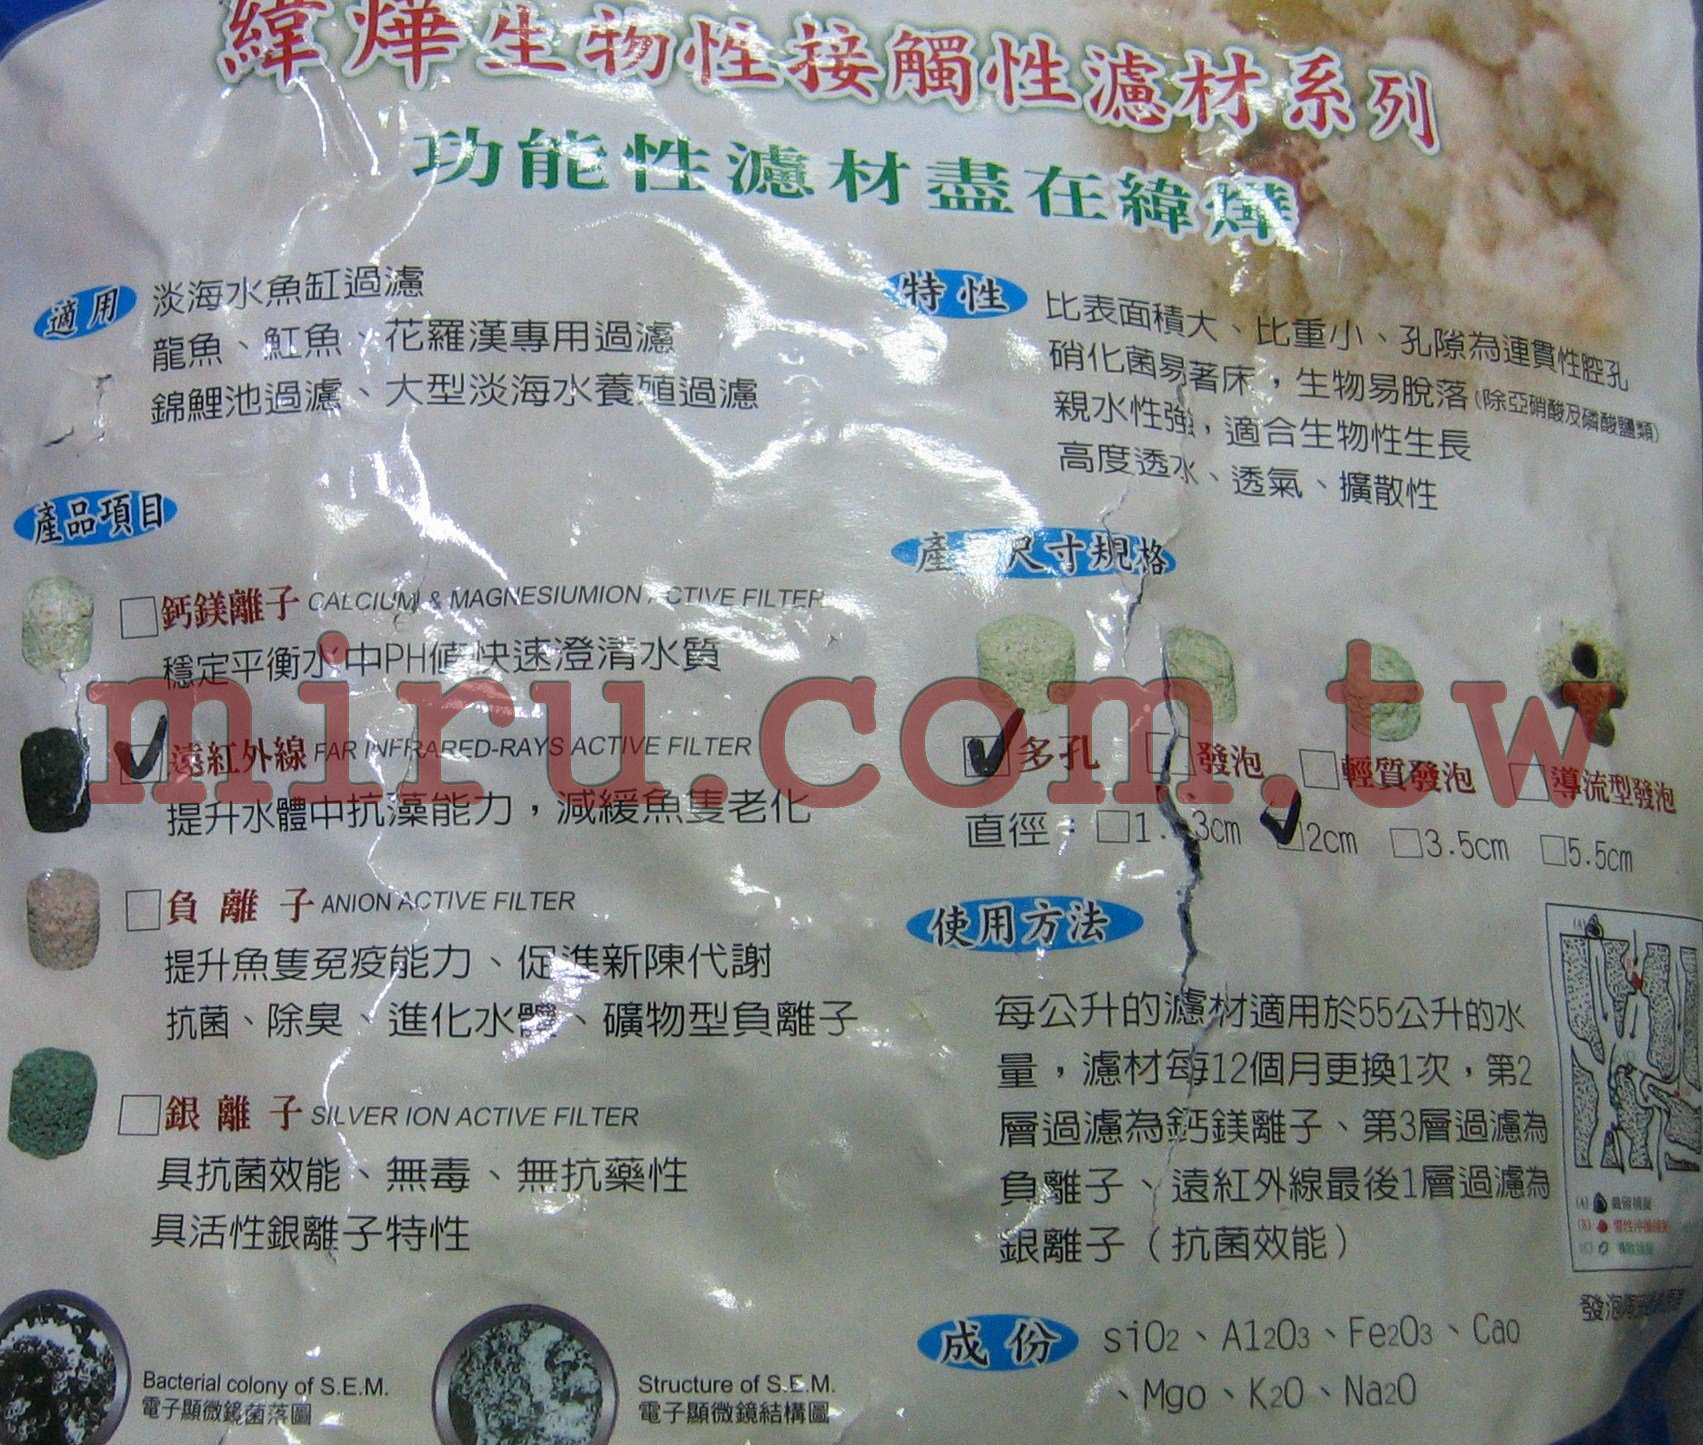 緯燁生物性接觸性濾材系列
功能性濾材盡在緯燁
適用
淡海水魚缸過濾
龍魚、魟魚、花羅漢專用過濾
錦鯉池過濾、大型淡海水養殖過濾
特性
比表面積大、比重小、孔隙為連貫性腔孔
硝化菌易著床，生物易脫落(除亞硝酸及磷酸鹽類)
親水性強，適合生物性生長
高度透水、透氣、擴散性
產品項目
鈣鎂離子 CALCIUM & MAGNESIUMION ACTIVE FILTER
穩定平衡水中PH値快速澄清水質
遠紅外線 FAR INFRARED-RAYS ACTIVE FILTER
提升水體中抗藻能力，減緩魚隻老化
負離子 ANION ACTIVE FILTER
提升魚隻免疫能力、促進新陳代謝
抗菌、除臭、進化水體、礦物型負離子
銀離子 SILVER ION ACTIVE FILTER
具抗菌效能、無毒、無抗藥性
具活性銀離子特性
產 尺寸規格
多孔 發泡 輕質發泡 導流型發泡
直徑：□1. 3cm □2cm □3.5cm □5.5cm
使用方法
每公升的濾材適用於55公升的水
量，濾材每12個月更換1次，第2
層過濾為鈣鎂離子、第3層過濾為
負離子、遠紅外線最後1層過濾為
銀離子（抗菌效能）
(A)
(A)
(B)
(C)
發泡
成份
siO2、Al2O3、Fe2O3、Cao
、Mgo、K2O、Na2O
Bacterial colony of S.E.M.
電子顯微鏡菌落圖
Structure of S.E.M.
電子顯微鏡結構圖
miru.com.tw